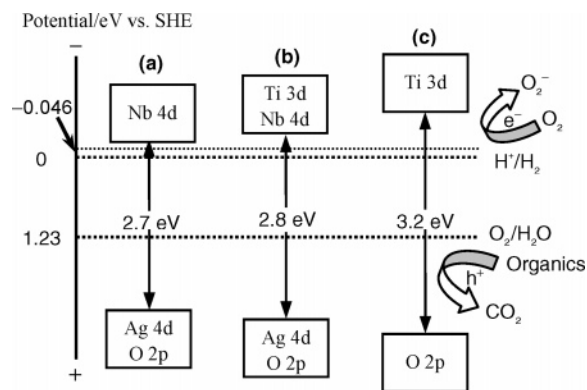 Potential/eV vs. SHE
−
(a)
(b)
(c)
Nb 4d
Ti 3d
Nb 4d
Ti 3d
O₂⁻
e⁻
O₂
−0.046
0
H⁺/H₂
2.7 eV
2.8 eV
3.2 eV
1.23
O₂/H₂O
Organics
h⁺
CO₂
Ag 4d
O 2p
Ag 4d
O 2p
O 2p
+